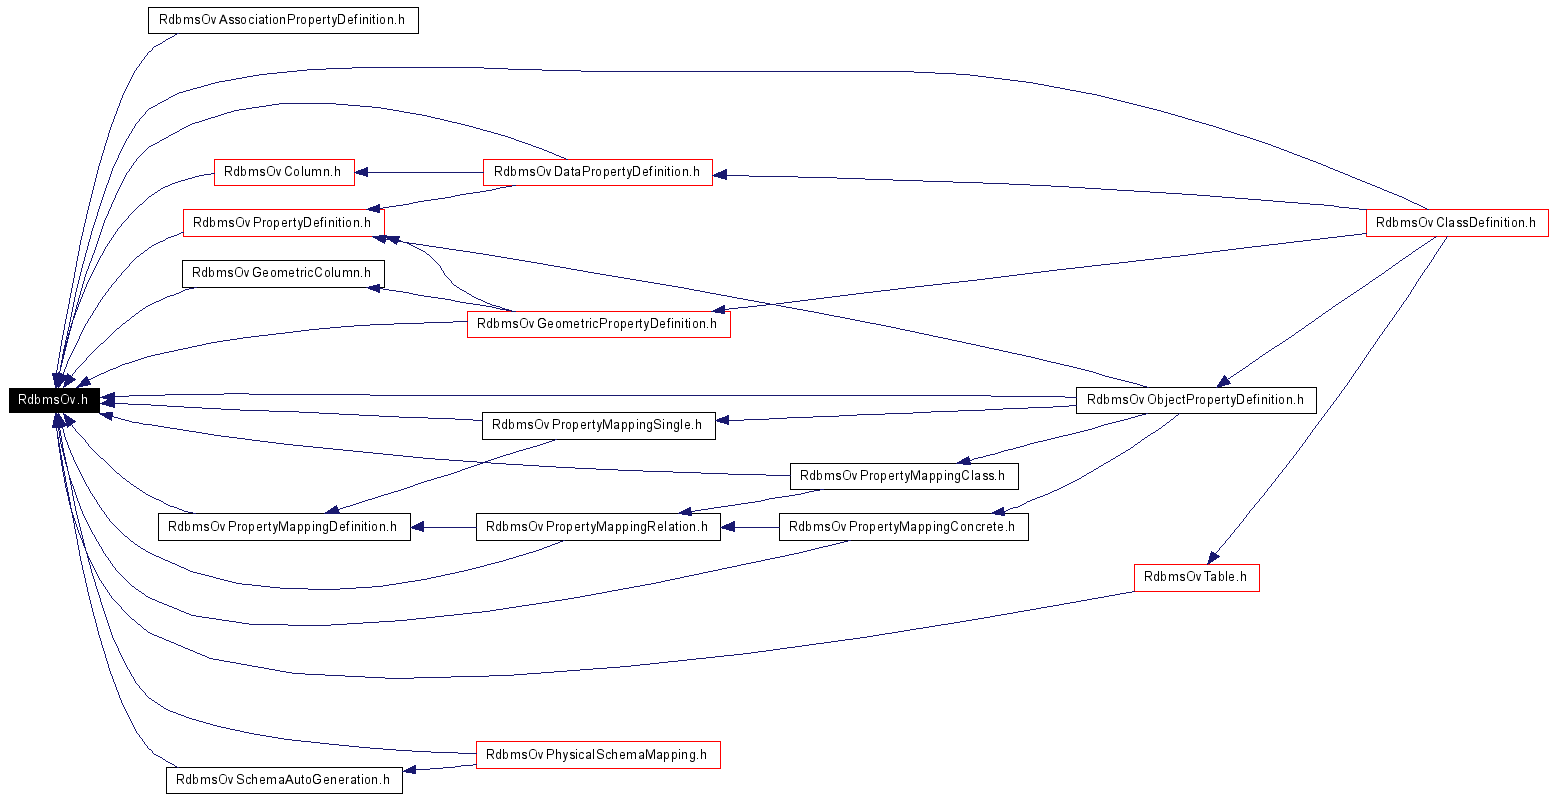 RdbmsOvAssociationPropertyDefinition.h
RdbmsOvColumn.h
RdbmsOvDataPropertyDefinition.h
RdbmsOvPropertyDefinition.h
RdbmsOvClassDefinition.h
RdbmsOvGeometricColumn.h
RdbmsOvGeometricPropertyDefinition.h
RdbmsOv.h
RdbmsOvObjectPropertyDefinition.h
RdbmsOvPropertyMappingSingle.h
RdbmsOvPropertyMappingClass.h
RdbmsOvPropertyMappingDefinition.h
RdbmsOvPropertyMappingRelation.h
RdbmsOvPropertyMappingConcrete.h
RdbmsOvTable.h
RdbmsOvPhysicalSchemaMapping.h
RdbmsOvSchemaAutoGeneration.h